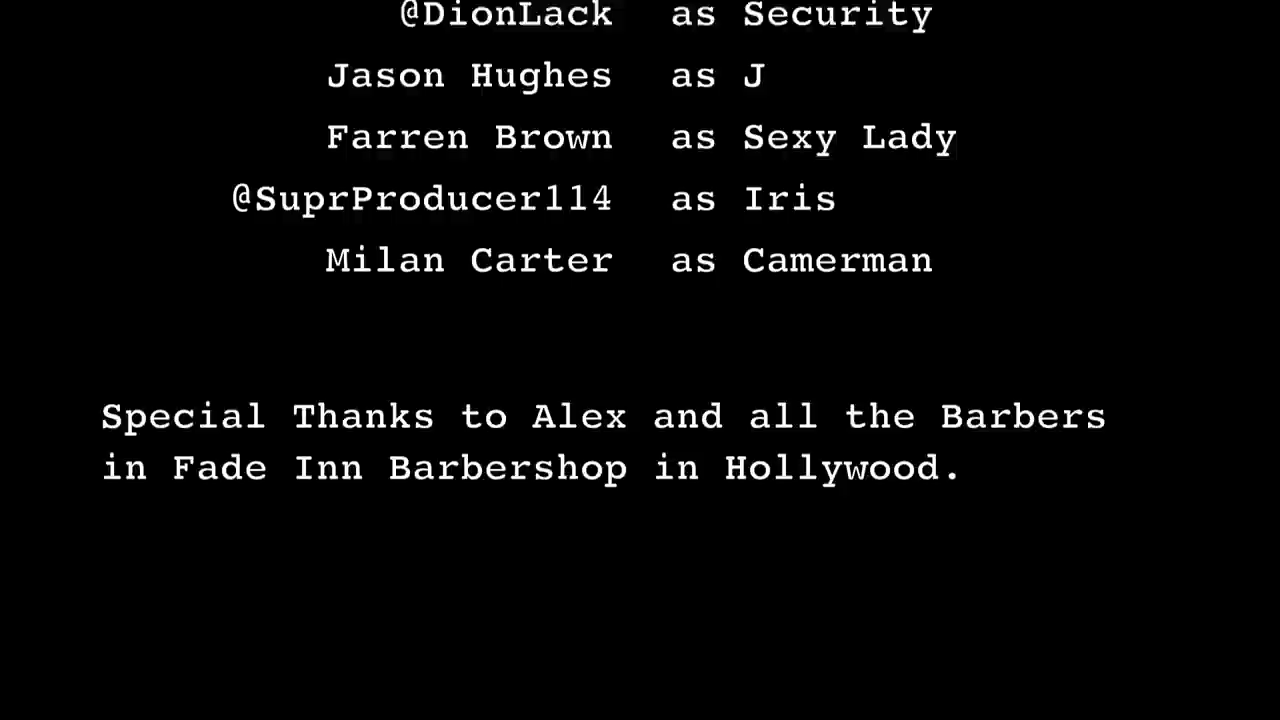 @DionLack as Security
Jason Hughes as J
Farren Brown as Sexy Lady
@SuprProducer114 as Iris
Milan Carter as Camerman
Special Thanks to Alex and all the Barbers
in Fade Inn Barbershop in Hollywood.